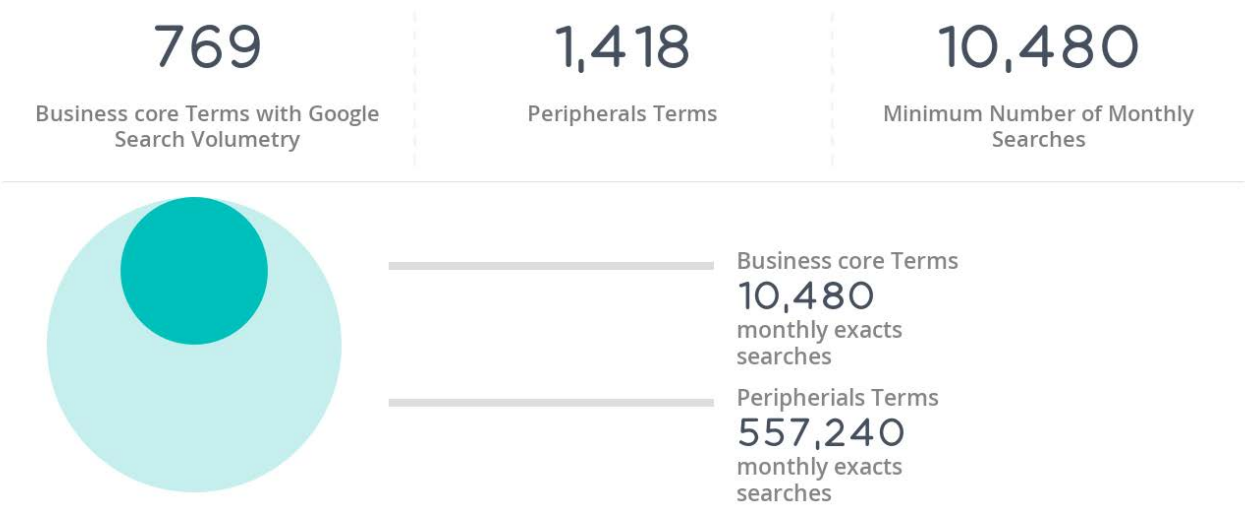 769
Business core Terms with Google
Search Volumetry
1,418
Peripherals Terms
10,480
Minimum Number of Monthly
Searches
Business core Terms
10,480
monthly exacts
searches
Peripherials Terms
557,240
monthly exacts
searches